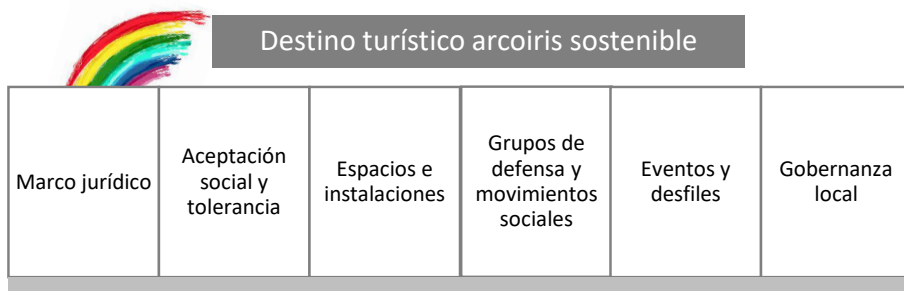 Destino turístico arcoiris sostenible
Marco jurídico
Aceptación
social y
tolerancia
Espacios e
instalaciones
Grupos de
defensa y
movimientos
sociales
Eventos y
desfiles
Gobernanza
local